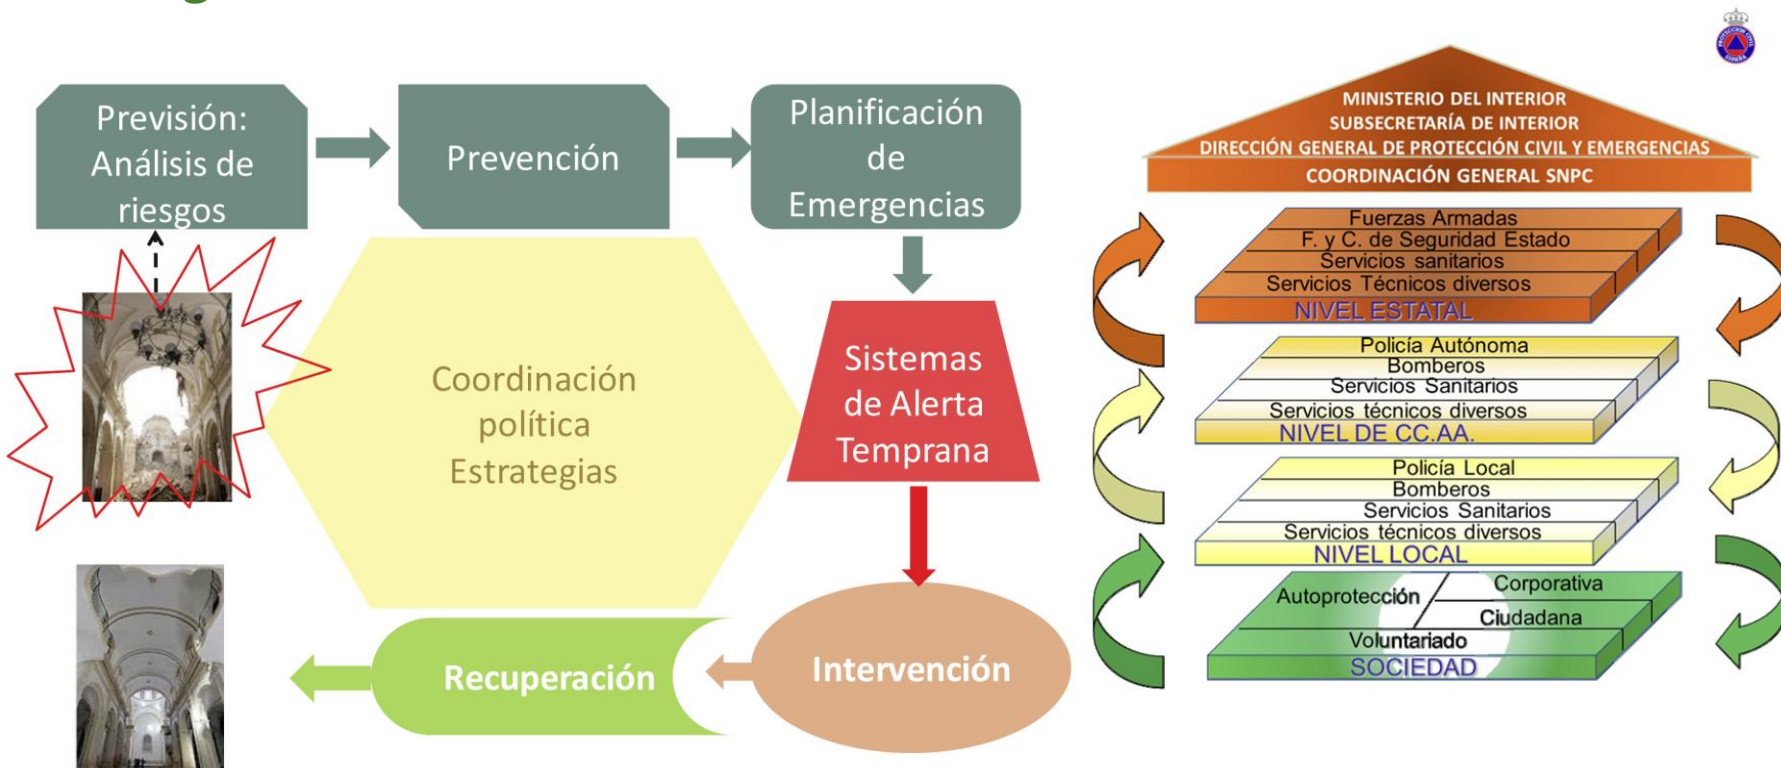 Previsión:
Análisis de
riesgos
Prevención
Planificación
de
Emergencias
Coordinación
política
Estrategias
Sistemas
de Alerta
Temprana
Recuperación
Intervención
PROTECCION CIVIL
ESPAÑA
MINISTERIO DEL INTERIOR
SUBSECRETARÍA DE INTERIOR
DIRECCIÓN GENERAL DE PROTECCIÓN CIVIL Y EMERGENCIAS
COORDINACIÓN GENERAL SNPC
Fuerzas Armadas
F. y C. de Seguridad Estado
Servicios sanitarios
Servicios Técnicos diversos
NIVEL ESTATAL
Policía Autónoma
Bomberos
Servicios Sanitarios
Servicios técnicos diversos
NIVEL DE CC.AA.
Policía Local
Bomberos
Servicios Sanitarios
Servicios técnicos diversos
NIVEL LOCAL
Autoprotección
Corporativa
Ciudadana
Voluntariado
SOCIEDAD